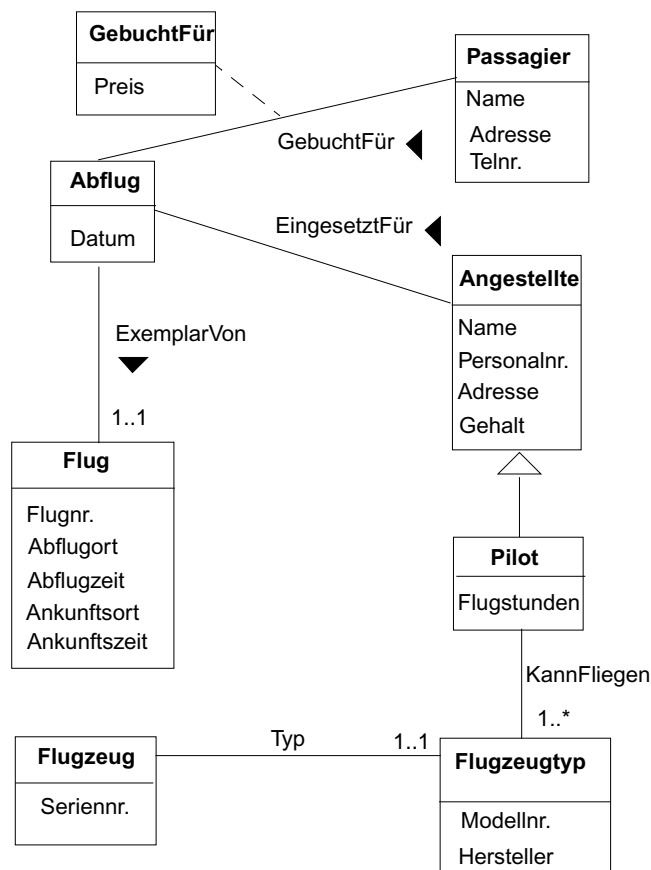 GebuchtFür
Preis
Passagier
Name
Adresse
Telnr.
GebuchtFür
Abflug
Datum
EingesetztFür
Angestellte
Name
Personalnr.
Adresse
Gehalt
ExemplarVon
1..1
Flug
Flugnr.
Abflugort
Abflugzeit
Ankunftsort
Ankunftszeit
Pilot
Flugstunden
KannFliegen
1..*
Typ
1..1
Flugzeug
Seriennr.
Flugzeugtyp
Modellnr.
Hersteller